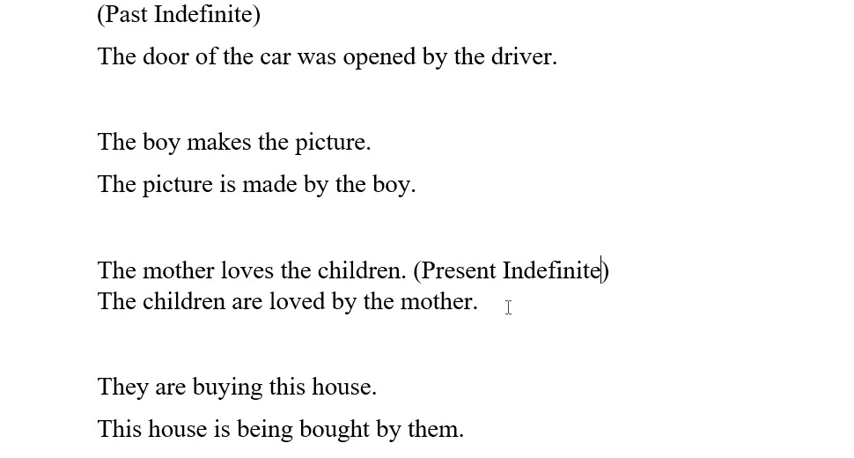 (Past Indefinite)
The door of the car was opened by the driver.
The boy makes the picture.
The picture is made by the boy.
The mother loves the children. (Present Indefinite)
The children are loved by the mother.
They are buying this house.
This house is being bought by them.